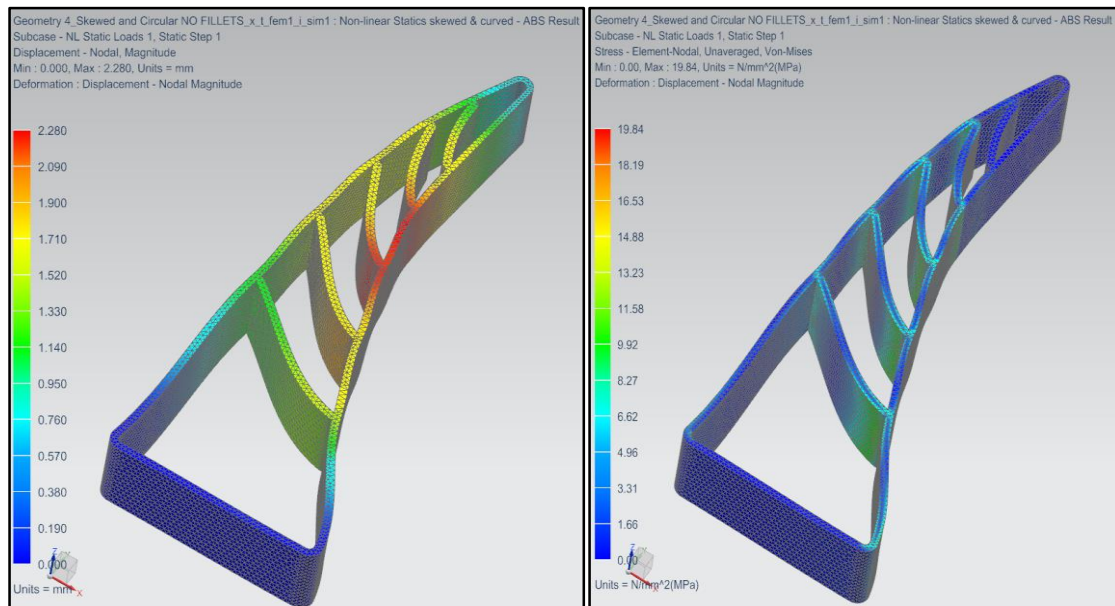 Geometry 4_Skewed and Circular NO FILLETS_x_t_fem1_i_sim1 : Non-linear Statics skewed & curved - ABS Result
Subcase - NL Static Loads 1, Static Step 1
Displacement - Nodal, Magnitude
Min : 0.000, Max : 2.280, Units = mm
Deformation : Displacement - Nodal Magnitude
2.280
2.090
1.900
1.710
1.520
1.330
1.140
0.950
0.760
0.570
0.380
0.190
0.000
Units = mm
Z
X
Geometry 4_Skewed and Circular NO FILLETS_x_t_fem1_i_sim1 : Non-linear Statics skewed & curved - ABS Result
Subcase - NL Static Loads 1, Static Step 1
Stress - Element-Nodal, Unaveraged, Von-Mises
Min : 0.00, Max : 19.84, Units = N/mm^2(MPa)
Deformation : Displacement - Nodal Magnitude
19.84
18.19
16.53
14.88
13.23
11.58
9.92
8.27
6.62
4.96
3.31
1.66
0.00
Units = N/mm^2(MPa)
Z
X